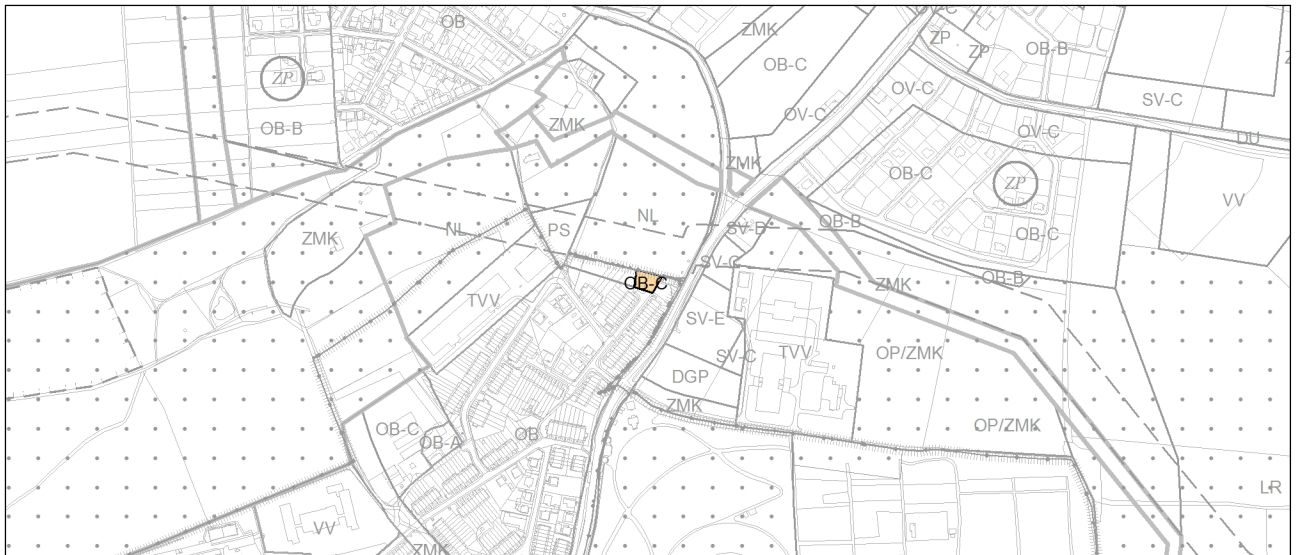 OV-C
OB
ZMK
ZP
ZP
OB-B
OB-C
ZP
OV-C
SV-C
OB-B
OV-C
ZMK
OV-C
DU
ZMK
OB-C
ZP
VV
NL
OB-B
NL
PS
SV-B
ZMK
OB-C
SV-C
OB-B
OB-C
ZMK
TVV
SV-E
TVV
OP/ZMK
SV-C
DGP
ZMK
OP/ZMK
OB-C
OB-A
OB
LR
VV
ZMK